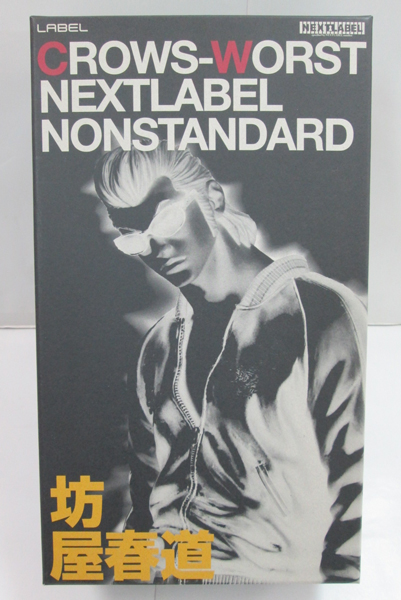 LABEL
NEXTLABEL
CROWS-WORST
NEXTLABEL
NONSTANDARD
坊
屋春道